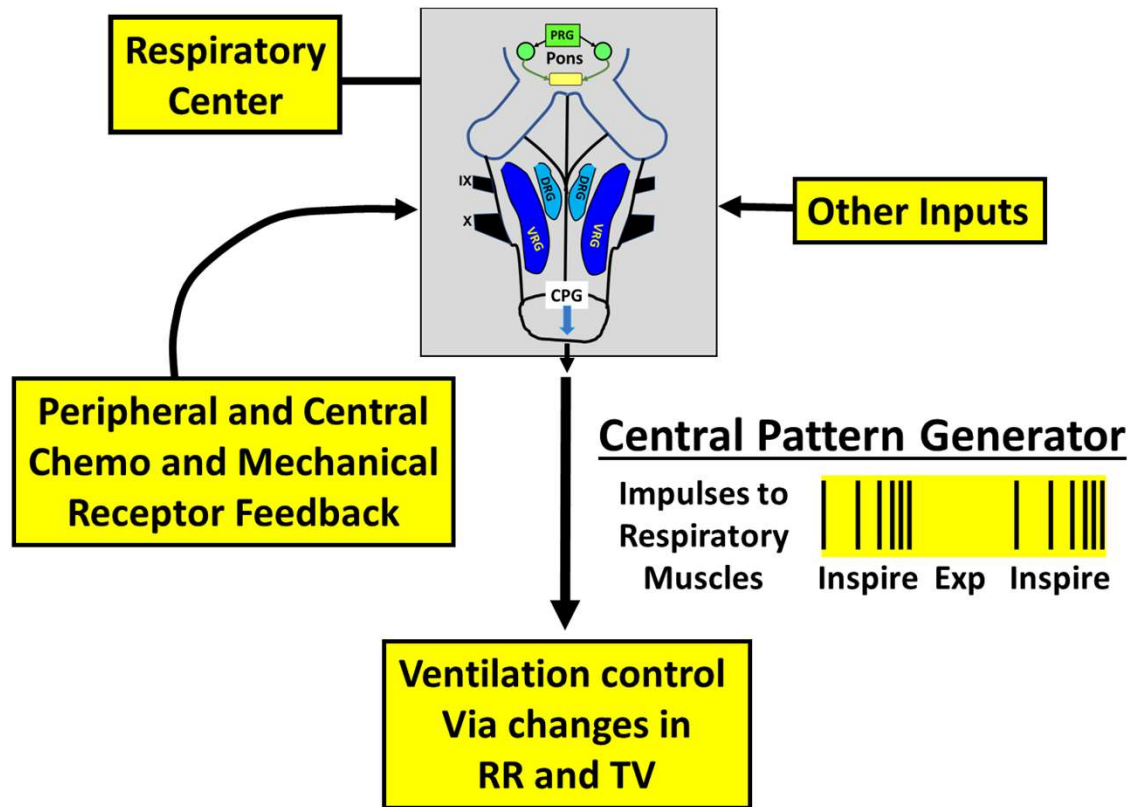 Respiratory
Center
PRG
Pons
IX
X
DRG
DRG
VRG
VRG
CPG
Other Inputs
Peripheral and Central
Chemo and Mechanical
Receptor Feedback
Central Pattern Generator
Impulses to
Respiratory
Muscles
Inspire Exp Inspire
Ventilation control
Via changes in
RR and TV